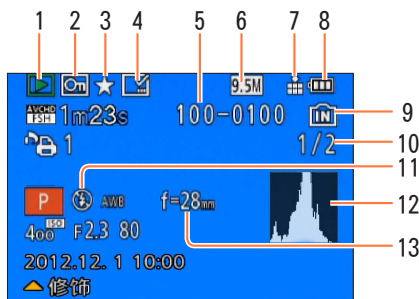 1 2 3 4 5 6 7 8
9.5M
AVCHD FSH 1m23s 100-0100 IN 9
1 1/2 10
11
P AWB f=28mm 12
400 ISO F2.3 80 13
2012.12. 1 10:00
修饰